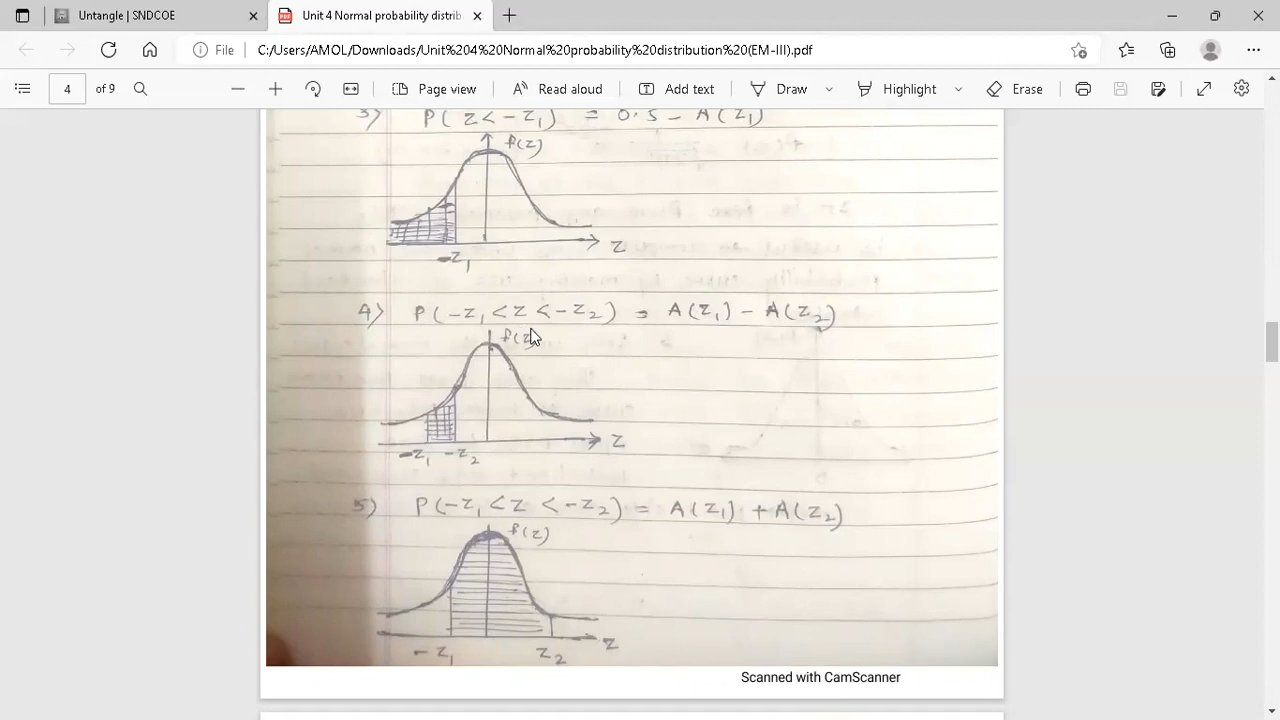 Untangle | SNDCOE
Unit 4 Normal probability distrib
File C:/Users/AMOL/Downloads/Unit%204%20Normal%20probability%20distribution%20(EM-III).pdf
4 of 9 Page view Read aloud Add text Draw Highlight Erase
3) P( Z < - Z₁) = 0.5 - A(Z₁)
f(Z)
Z
-Z₁
4) P(-Z₁ < Z < -Z₂) = A(Z₁) - A(Z₂)
f(Z)
Z
-Z₁ -Z₂
5) P(-Z₁ < Z < -Z₂) = A(Z₁) + A(Z₂)
f(Z)
Z
-Z₁ Z₂
Scanned with CamScanner